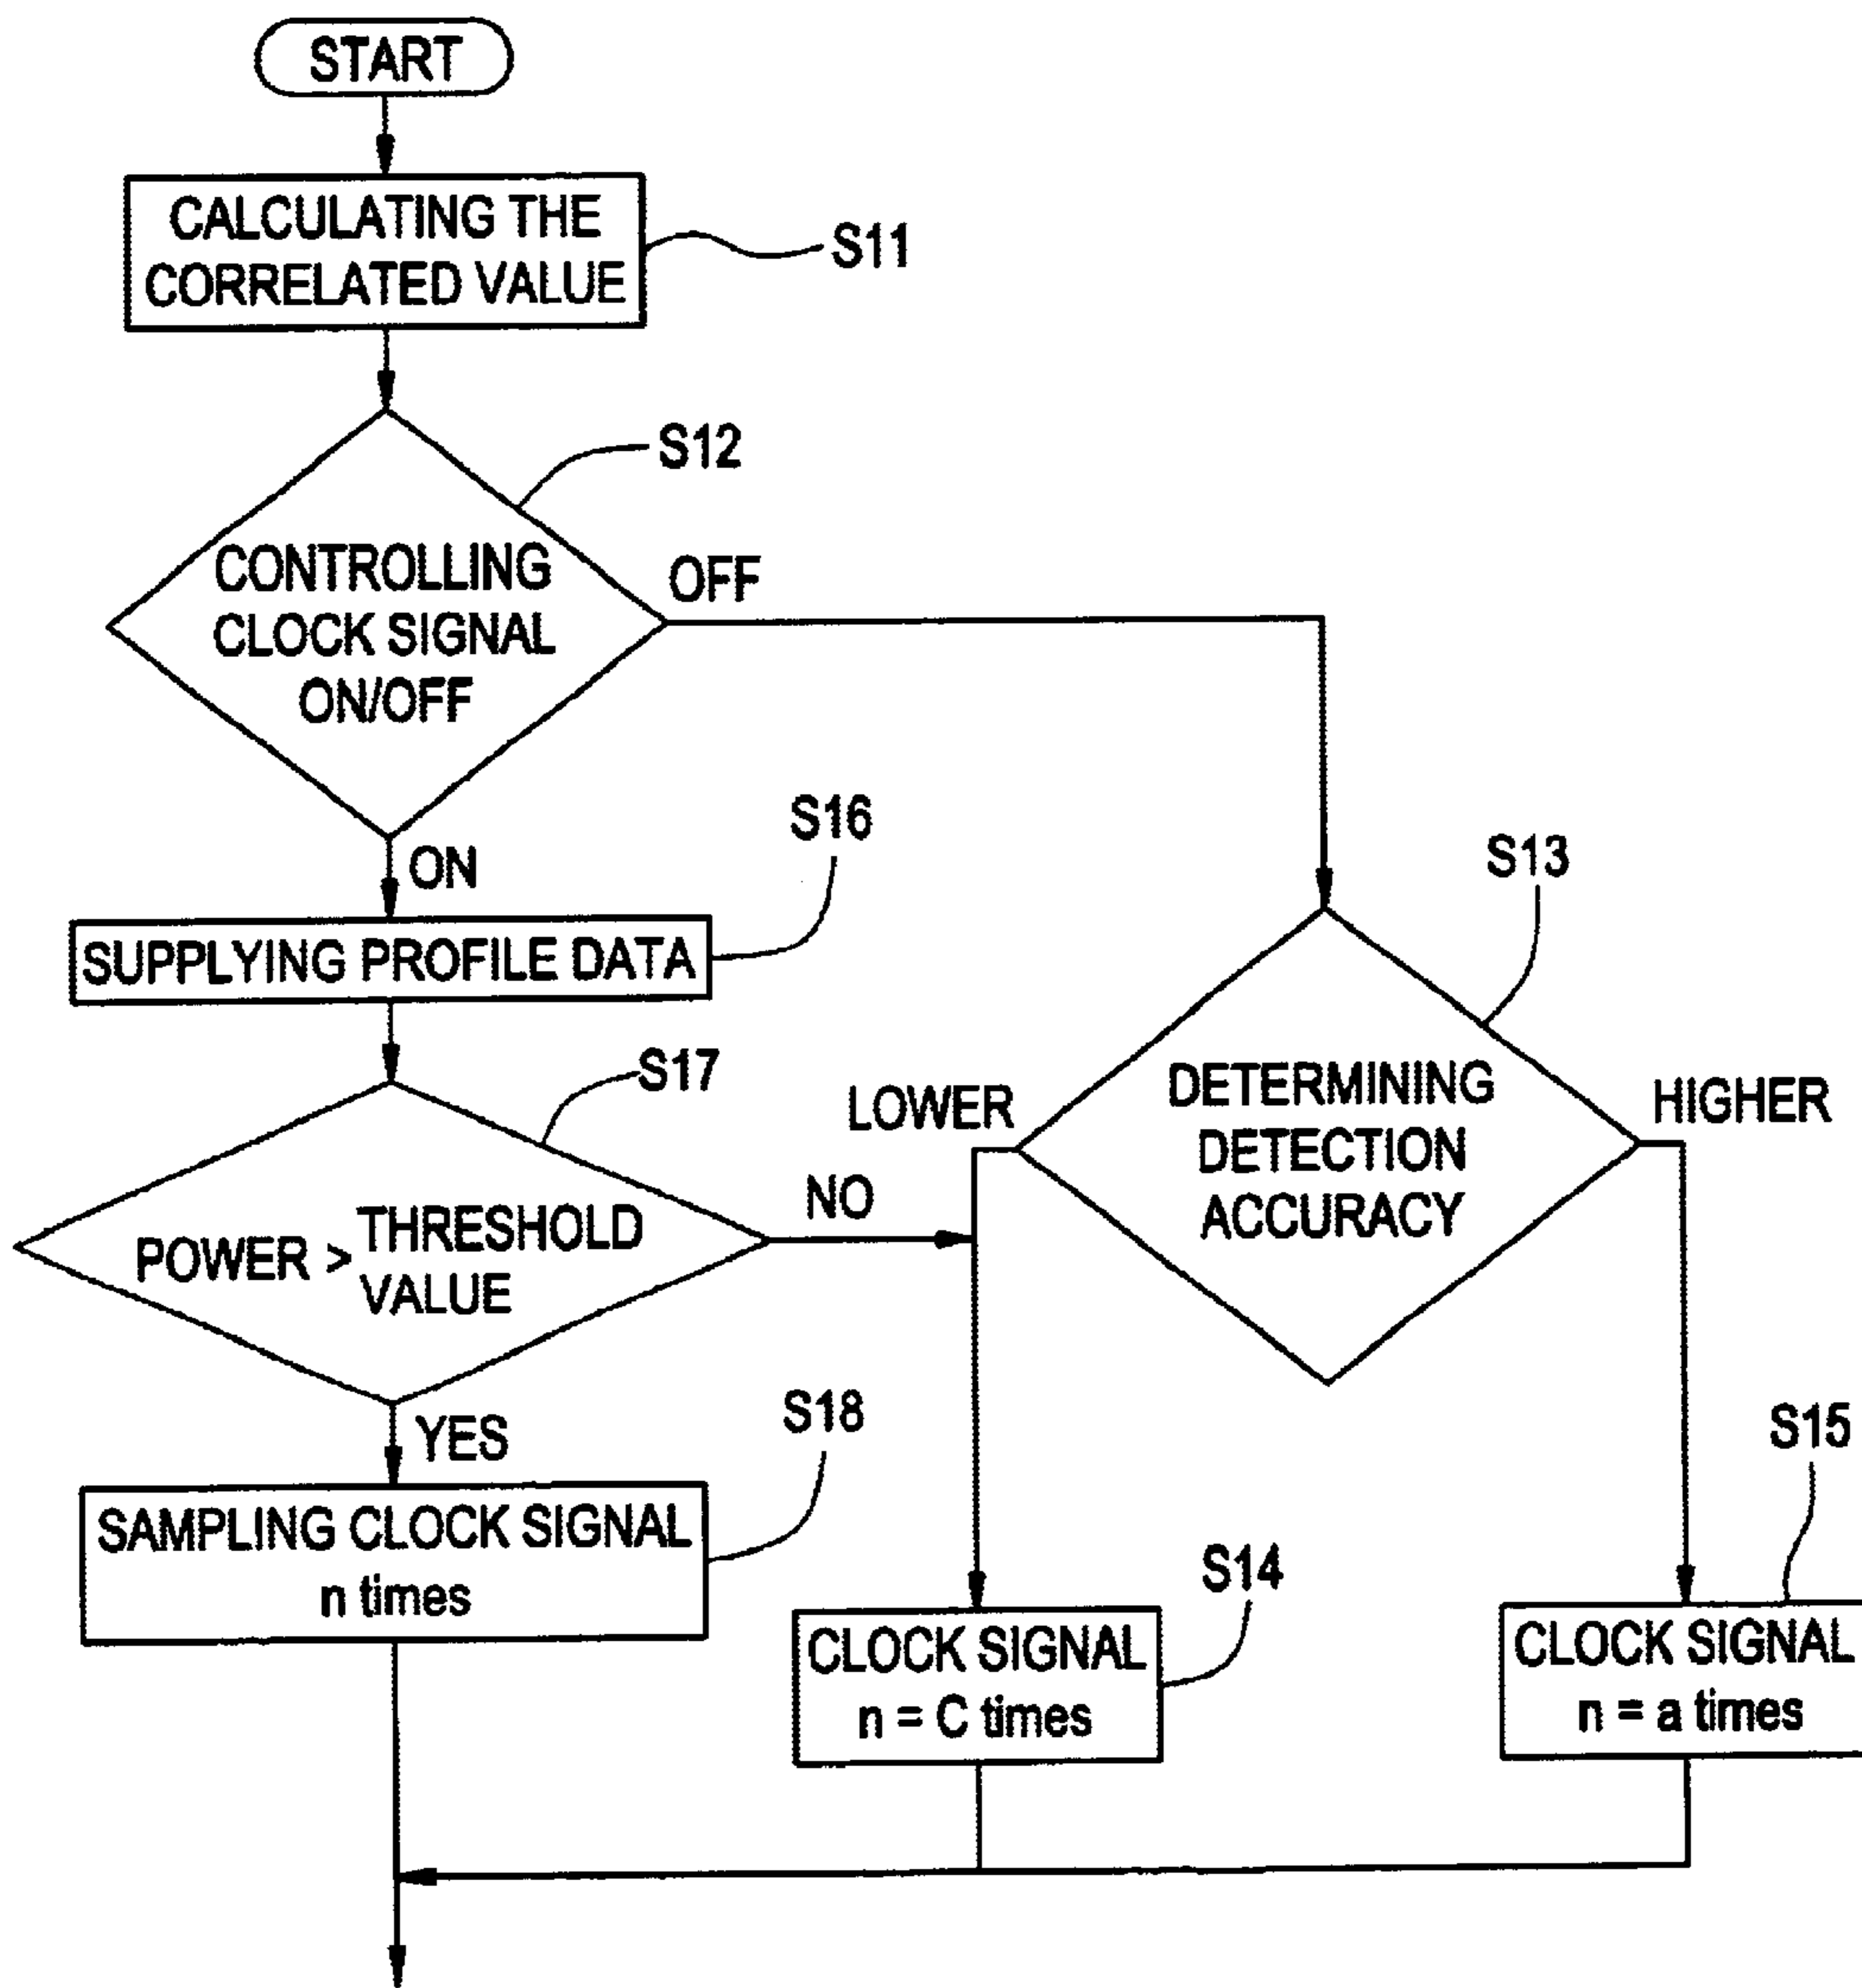 START
CALCULATING THE
CORRELATED VALUE
S11
S12
CONTROLLING
CLOCK SIGNAL
ON/OFF
OFF
ON
S16
SUPPLYING PROFILE DATA
S13
DETERMINING
DETECTION
ACCURACY
LOWER
HIGHER
S17
POWER > THRESHOLD
VALUE
NO
YES
S18
SAMPLING CLOCK SIGNAL
n times
S14
CLOCK SIGNAL
n = C times
S15
CLOCK SIGNAL
n = a times